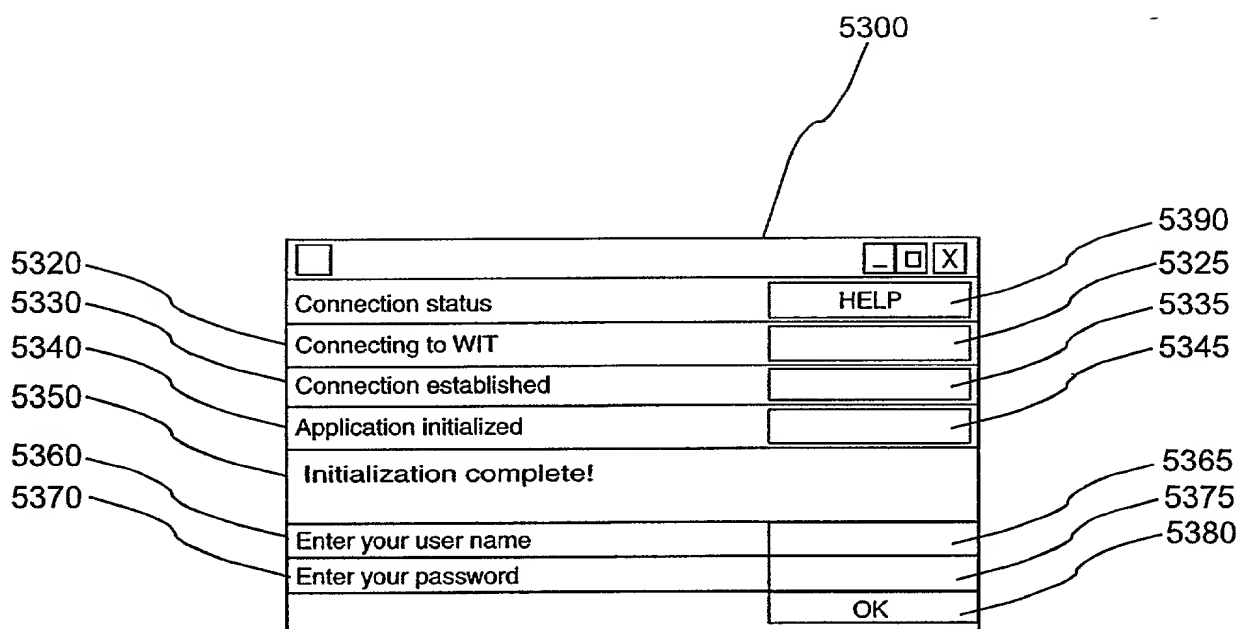 5300
5390
5320
5325
5330
Connection status
HELP
5335
5340
Connecting to WIT
5345
5350
Connection established
Application initialized
5360
Initialization complete!
5365
5370
5375
Enter your user name
5380
Enter your password
OK
X